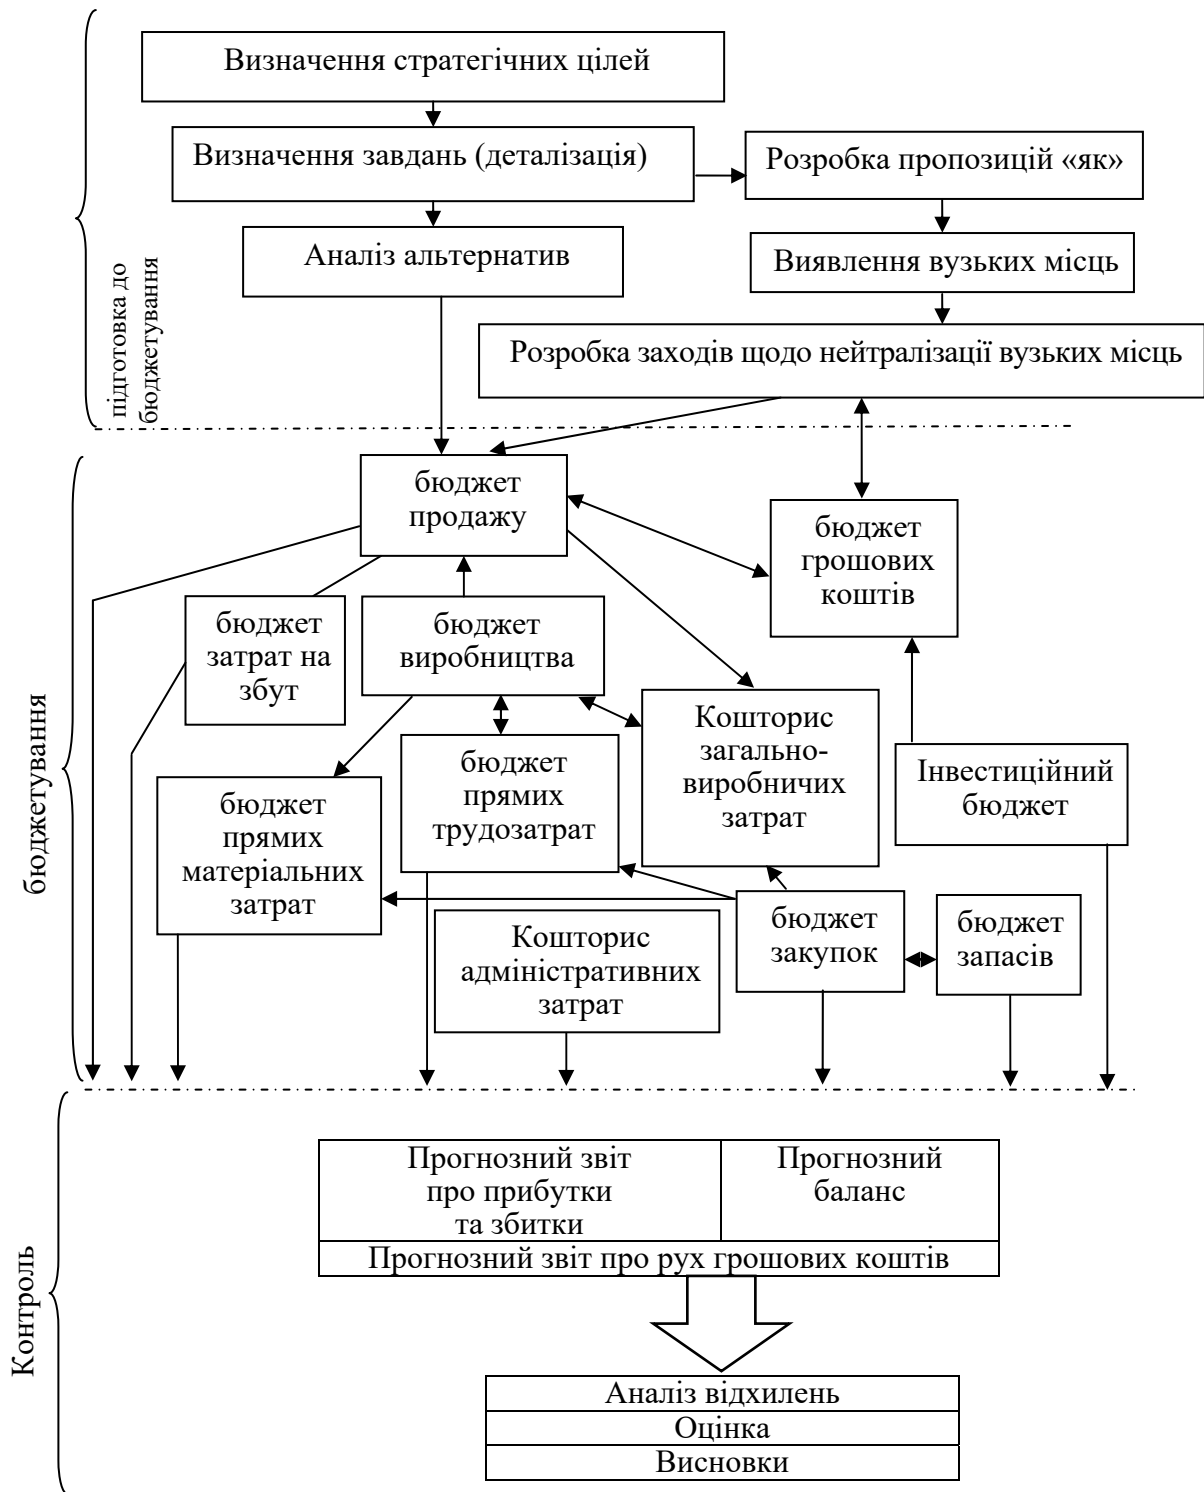 Визначення стратегічних цілей
Визначення завдань (деталізація)
Розробка пропозицій «як»
Аналіз альтернатив
Виявлення вузьких місць
Розробка заходів щодо нейтралізації вузьких місць
підготовка до
бюджетування
бюджет
продажу
бюджет
грошових
коштів
бюджет
затрат на
збут
бюджет
виробництва
Кошторис
загально-
виробничих
затрат
Інвестиційний
бюджет
бюджет
прямих
трудозатрат
бюджет
прямих
матеріальних
затрат
бюджетування
Кошторис
адміністративних
затрат
бюджет
закупок
бюджет
запасів
Прогнозний звіт
про прибутки
та збитки
Прогнозний
баланс
Прогнозний звіт про рух грошових коштів
Контроль
Аналіз відхилень
Оцінка
Висновки